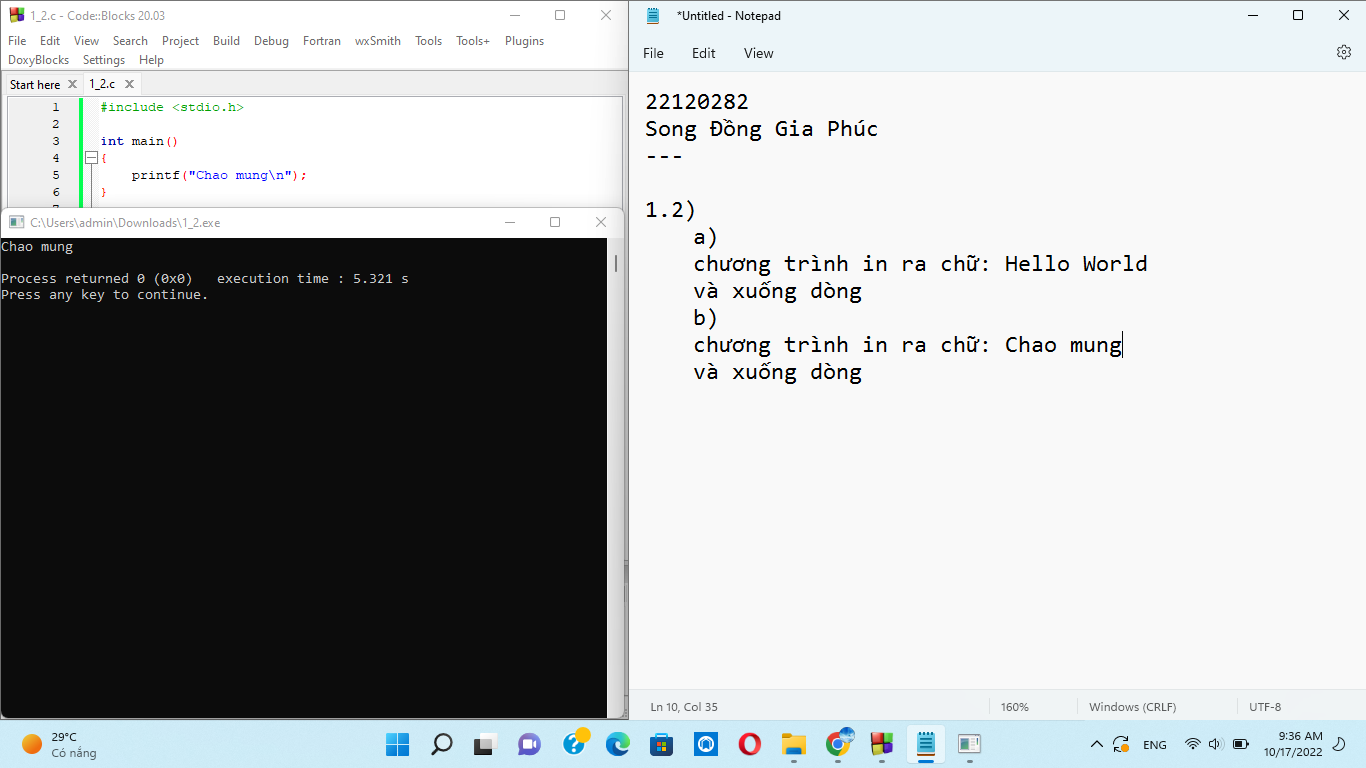 1_2.c - Code::Blocks 20.03
File Edit View Search Project Build Debug Fortran wxSmith Tools Tools+ Plugins
DoxyBlocks Settings Help
Start here 1_2.c
1 #include <stdio.h>
2
3 int main()
4 {
5 printf("Chao mung\n");
6 }
C:\Users\admin\Downloads\1_2.exe
Chao mung
Process returned 0 (0x0)   execution time : 5.321 s
Press any key to continue.
*Untitled - Notepad
File Edit View
22120282
Song Đồng Gia Phúc
---
1.2)
a)
chương trình in ra chữ: Hello World
và xuống dòng
b)
chương trình in ra chữ: Chao mung
và xuống dòng
Ln 10, Col 35 160% Windows (CRLF) UTF-8
29°C
Có nắng
ENG
9:36 AM
10/17/2022